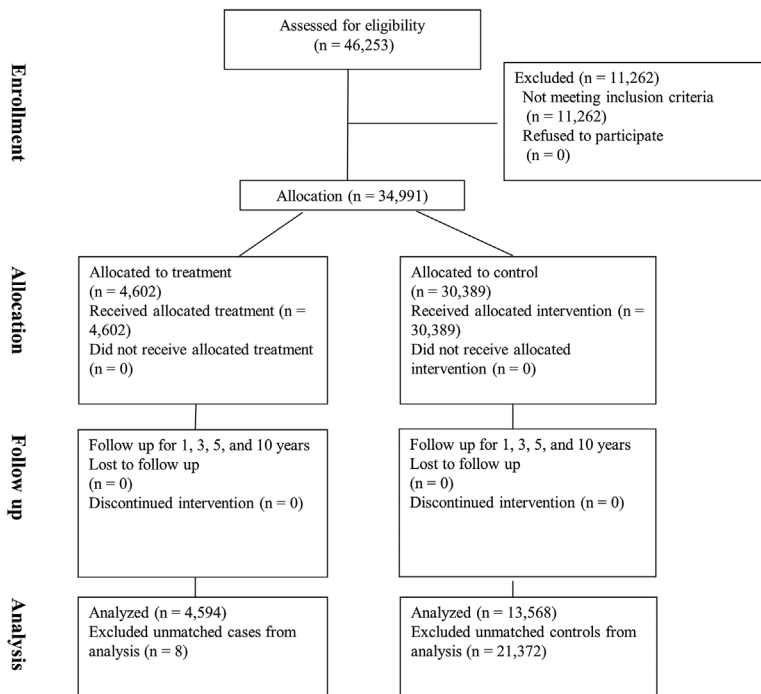 Assessed for eligibility
(n = 46,253)
Enrollment
Excluded (n = 11,262)
Not meeting inclusion criteria
(n = 11,262)
Refused to participate
(n = 0)
Allocation (n = 34,991)
Allocation
Allocated to treatment
(n = 4,602)
Received allocated treatment (n =
4,602)
Did not receive allocated treatment
(n = 0)
Allocated to control
(n = 30,389)
Received allocated intervention (n =
30,389)
Did not receive allocated
intervention (n = 0)
Follow up
Follow up for 1, 3, 5, and 10 years
Lost to follow up
(n = 0)
Discontinued intervention (n = 0)
Follow up for 1, 3, 5, and 10 years
Lost to follow up
(n = 0)
Discontinued intervention (n = 0)
Analysis
Analyzed (n = 4,594)
Excluded unmatched cases from
analysis (n = 8)
Analyzed (n = 13,568)
Excluded unmatched controls from
analysis (n = 21,372)